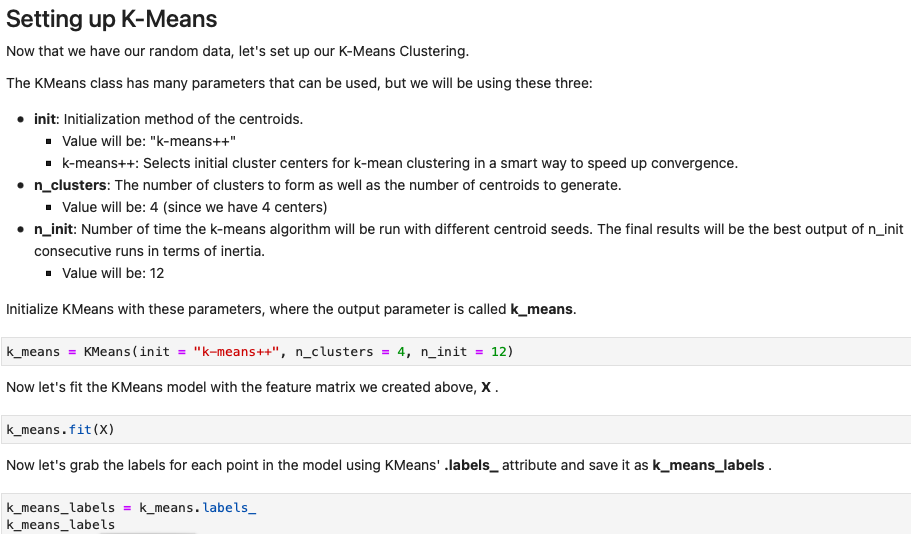 Setting up K-Means
Now that we have our random data, let's set up our K-Means Clustering.
The KMeans class has many parameters that can be used, but we will be using these three:
• init: Initialization method of the centroids.
▪ Value will be: "k-means++"
▪ k-means++: Selects initial cluster centers for k-mean clustering in a smart way to speed up convergence.
• n_clusters: The number of clusters to form as well as the number of centroids to generate.
▪ Value will be: 4 (since we have 4 centers)
• n_init: Number of time the k-means algorithm will be run with different centroid seeds. The final results will be the best output of n_init
consecutive runs in terms of inertia.
▪ Value will be: 12
Initialize KMeans with these parameters, where the output parameter is called k_means.
k_means = KMeans(init = "k-means++", n_clusters = 4, n_init = 12)
Now let's fit the KMeans model with the feature matrix we created above, X .
k_means.fit(X)
Now let's grab the labels for each point in the model using KMeans' .labels_ attribute and save it as k_means_labels .
k_means_labels = k_means.labels_
k_means_labels